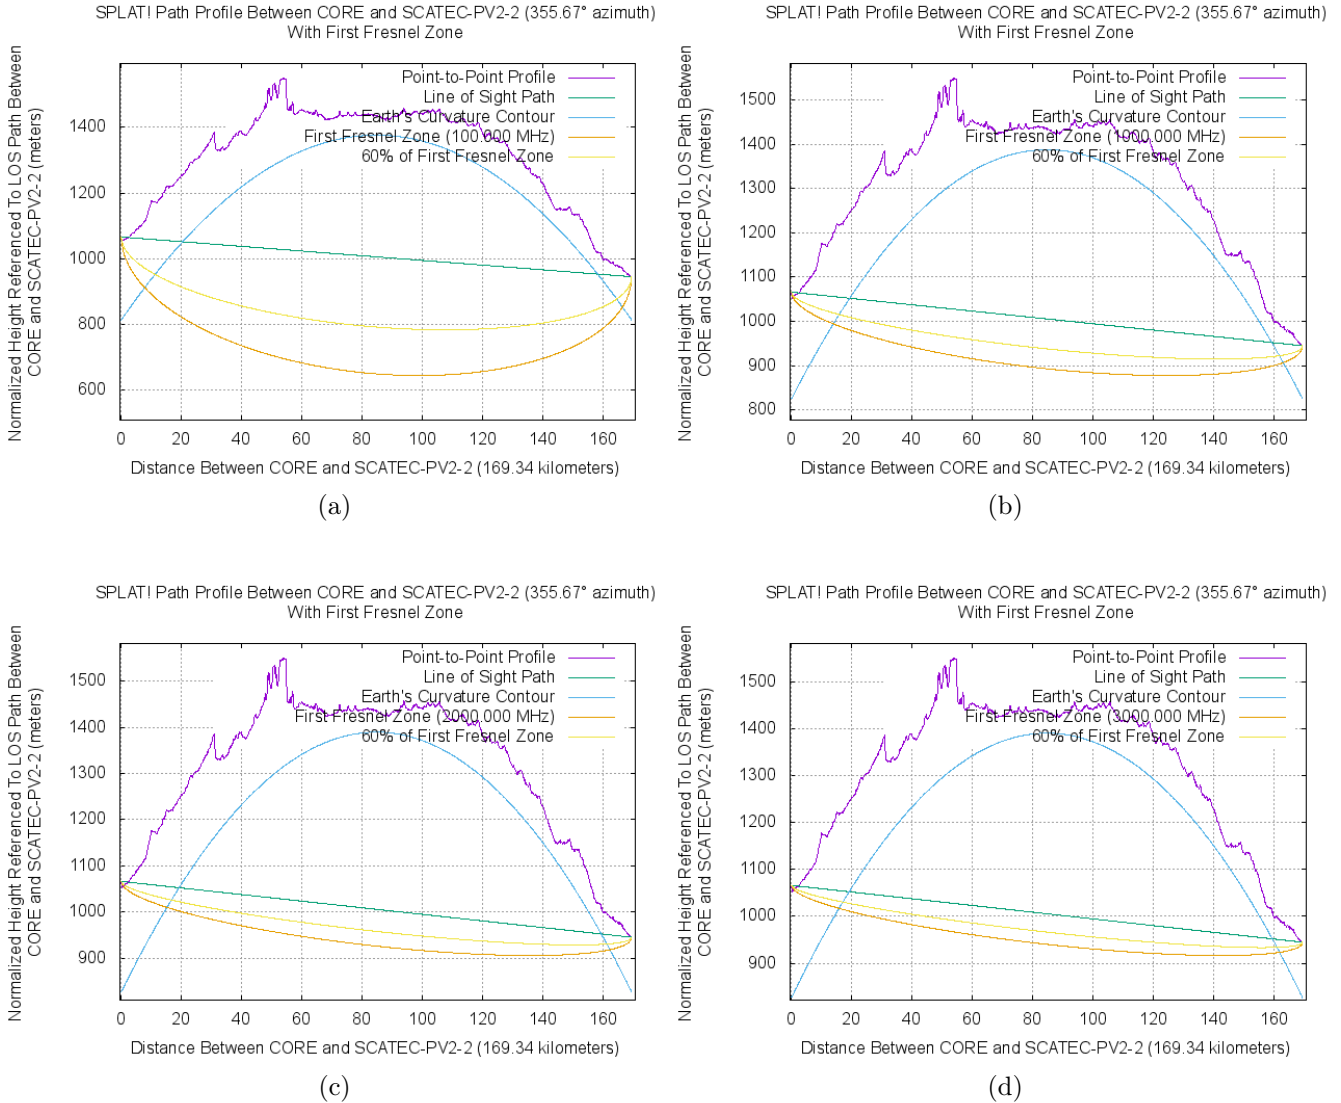 SPLAT! Path Profile Between CORE and SCATEC-PV2-2 (355.67° azimuth)
With First Fresnel Zone
Normalized Height Referenced To LOS Path Between
CORE and SCATEC-PV2-2 (meters)
Point-to-Point Profile
Line of Sight Path
Earth's Curvature Contour
First Fresnel Zone (100.000 MHz)
60% of First Fresnel Zone
1400
1200
1000
800
600
0 20 40 60 80 100 120 140 160
Distance Between CORE and SCATEC-PV2-2 (169.34 kilometers)
(a)
SPLAT! Path Profile Between CORE and SCATEC-PV2-2 (355.67° azimuth)
With First Fresnel Zone
Normalized Height Referenced To LOS Path Between
CORE and SCATEC-PV2-2 (meters)
Point-to-Point Profile
Line of Sight Path
Earth's Curvature Contour
First Fresnel Zone (1000.000 MHz)
60% of First Fresnel Zone
1500
1400
1300
1200
1100
1000
900
800
0 20 40 60 80 100 120 140 160
Distance Between CORE and SCATEC-PV2-2 (169.34 kilometers)
(b)
SPLAT! Path Profile Between CORE and SCATEC-PV2-2 (355.67° azimuth)
With First Fresnel Zone
Normalized Height Referenced To LOS Path Between
CORE and SCATEC-PV2-2 (meters)
Point-to-Point Profile
Line of Sight Path
Earth's Curvature Contour
First Fresnel Zone (2000.000 MHz)
60% of First Fresnel Zone
1500
1400
1300
1200
1100
1000
900
0 20 40 60 80 100 120 140 160
Distance Between CORE and SCATEC-PV2-2 (169.34 kilometers)
(c)
SPLAT! Path Profile Between CORE and SCATEC-PV2-2 (355.67° azimuth)
With First Fresnel Zone
Normalized Height Referenced To LOS Path Between
CORE and SCATEC-PV2-2 (meters)
Point-to-Point Profile
Line of Sight Path
Earth's Curvature Contour
First Fresnel Zone (3000.000 MHz)
60% of First Fresnel Zone
1500
1400
1300
1200
1100
1000
900
0 20 40 60 80 100 120 140 160
Distance Between CORE and SCATEC-PV2-2 (169.34 kilometers)
(d)